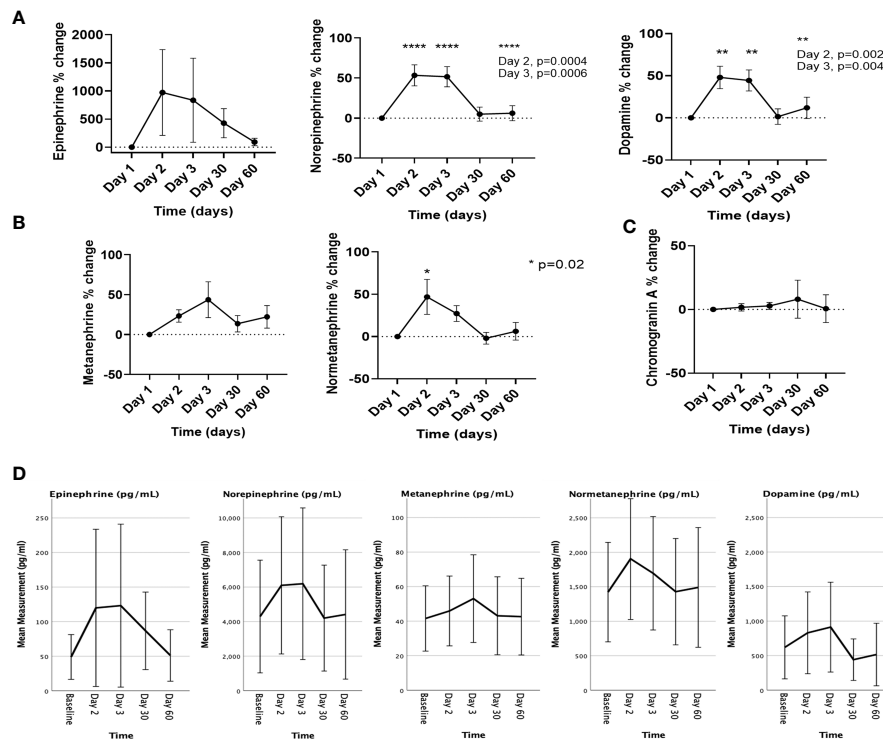 A
Epinephrine % change
2000
1500
1000
500
0
Day 1
Day 2
Day 3
Day 30
Day 60
Time (days)
Norepinephrine % change
100
50
0
-50
**** ****
****
Day 2, p=0.0004
Day 3, p=0.0006
Day 1
Day 2
Day 3
Day 30
Day 60
Time (days)
Dopamine % change
100
50
0
-50
** **
**
Day 2, p=0.002
Day 3, p=0.004
Day 1
Day 2
Day 3
Day 30
Day 60
Time (days)
B
Metanephrine % change
100
50
0
-50
Day 1
Day 2
Day 3
Day 30
Day 60
Time (days)
Normetanephrine % change
100
50
0
-50
*
* p=0.02
Day 1
Day 2
Day 3
Day 30
Day 60
Time (days)
C
Chromogranin A % change
50
0
-50
Day 1
Day 2
Day 3
Day 30
Day 60
Time (days)
D
Epinephrine (pg/mL)
Mean Measurement (pg/ml)
250
200
150
100
50
0
Baseline
Day 2
Day 3
Day 30
Day 60
Time
Norepinephrine (pg/mL)
Mean Measurement (pg/ml)
10,000
8,000
6,000
4,000
2,000
0
Baseline
Day 2
Day 3
Day 30
Day 60
Time
Metanephrine (pg/mL)
Mean Measurement (pg/ml)
100
80
60
40
20
0
Baseline
Day 2
Day 3
Day 30
Day 60
Time
Normetanephrine (pg/mL)
Mean Measurement (pg/ml)
2,500
2,000
1,500
1,000
500
0
Baseline
Day 2
Day 3
Day 30
Day 60
Time
Dopamine (pg/mL)
Mean Measurement (pg/ml)
2,500
2,000
1,500
1,000
500
0
Baseline
Day 2
Day 3
Day 30
Day 60
Time